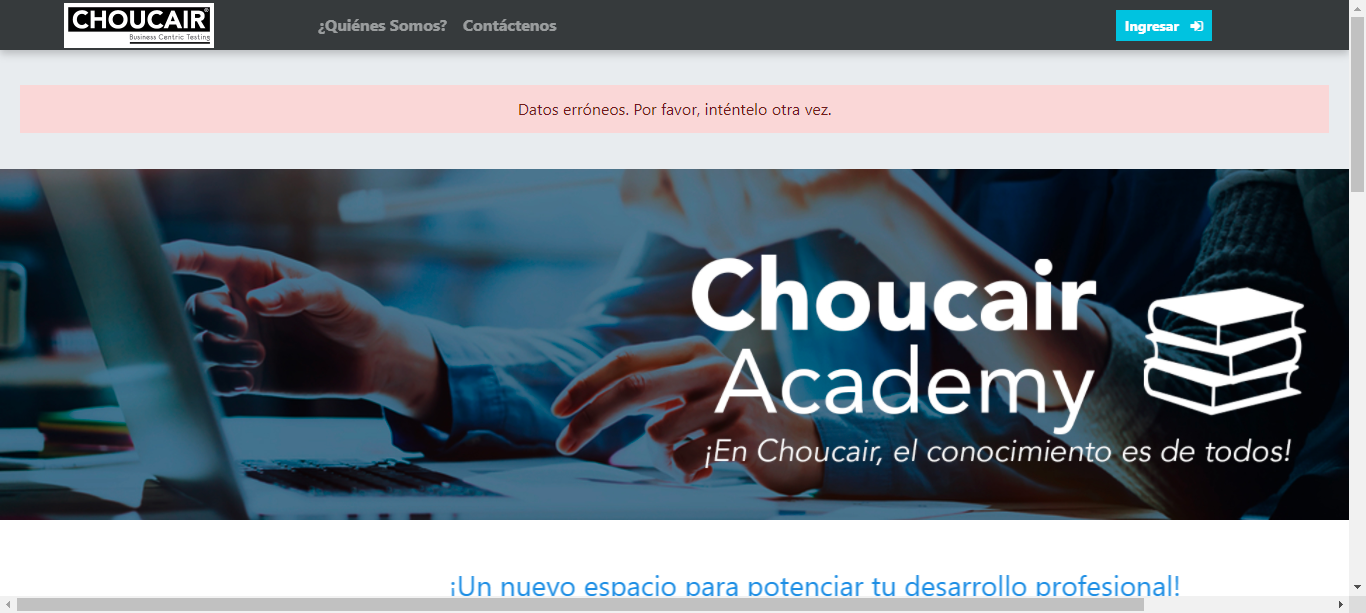 CHOUCAIR®
Business Centric Testing
¿Quiénes Somos? Contáctenos
Ingresar
Datos erróneos. Por favor, inténtelo otra vez.
Choucair
Academy
¡En Choucair, el conocimiento es de todos!
¡Un nuevo espacio para potenciar tu desarrollo profesional!